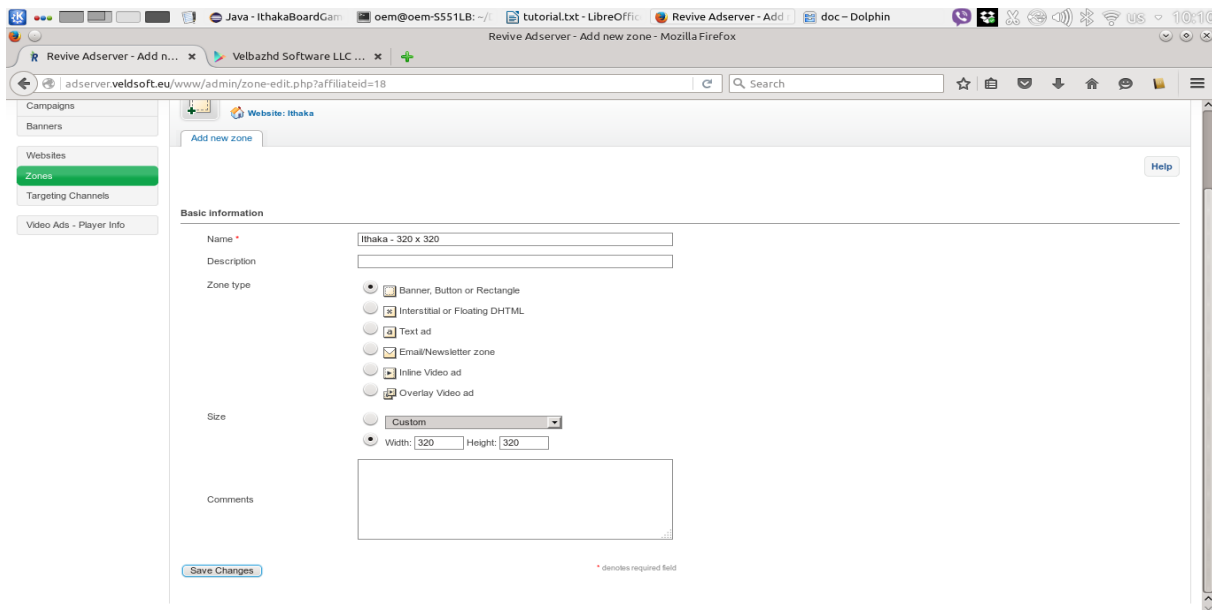 Java - IthakaBoardGam
oem@oem-S551LB: ~/
tutorial.txt - LibreOffic
Revive Adserver - Add
doc – Dolphin
us
10:10
Revive Adserver - Add new zone - Mozilla Firefox
Revive Adserver - Add n...
Velbazhd Software LLC ...
adserver.veldsoft.eu/www/admin/zone-edit.php?affiliateid=18
Search
Campaigns
Banners
Websites
Zones
Targeting Channels
Video Ads - Player Info
Website: Ithaka
Add new zone
Help
Basic information
Name *
Ithaka - 320 x 320
Description
Zone type
Banner, Button or Rectangle
Interstitial or Floating DHTML
Text ad
Email/Newsletter zone
Inline Video ad
Overlay Video ad
Size
Custom
Width: 320 Height: 320
Comments
Save Changes
* denotes required field